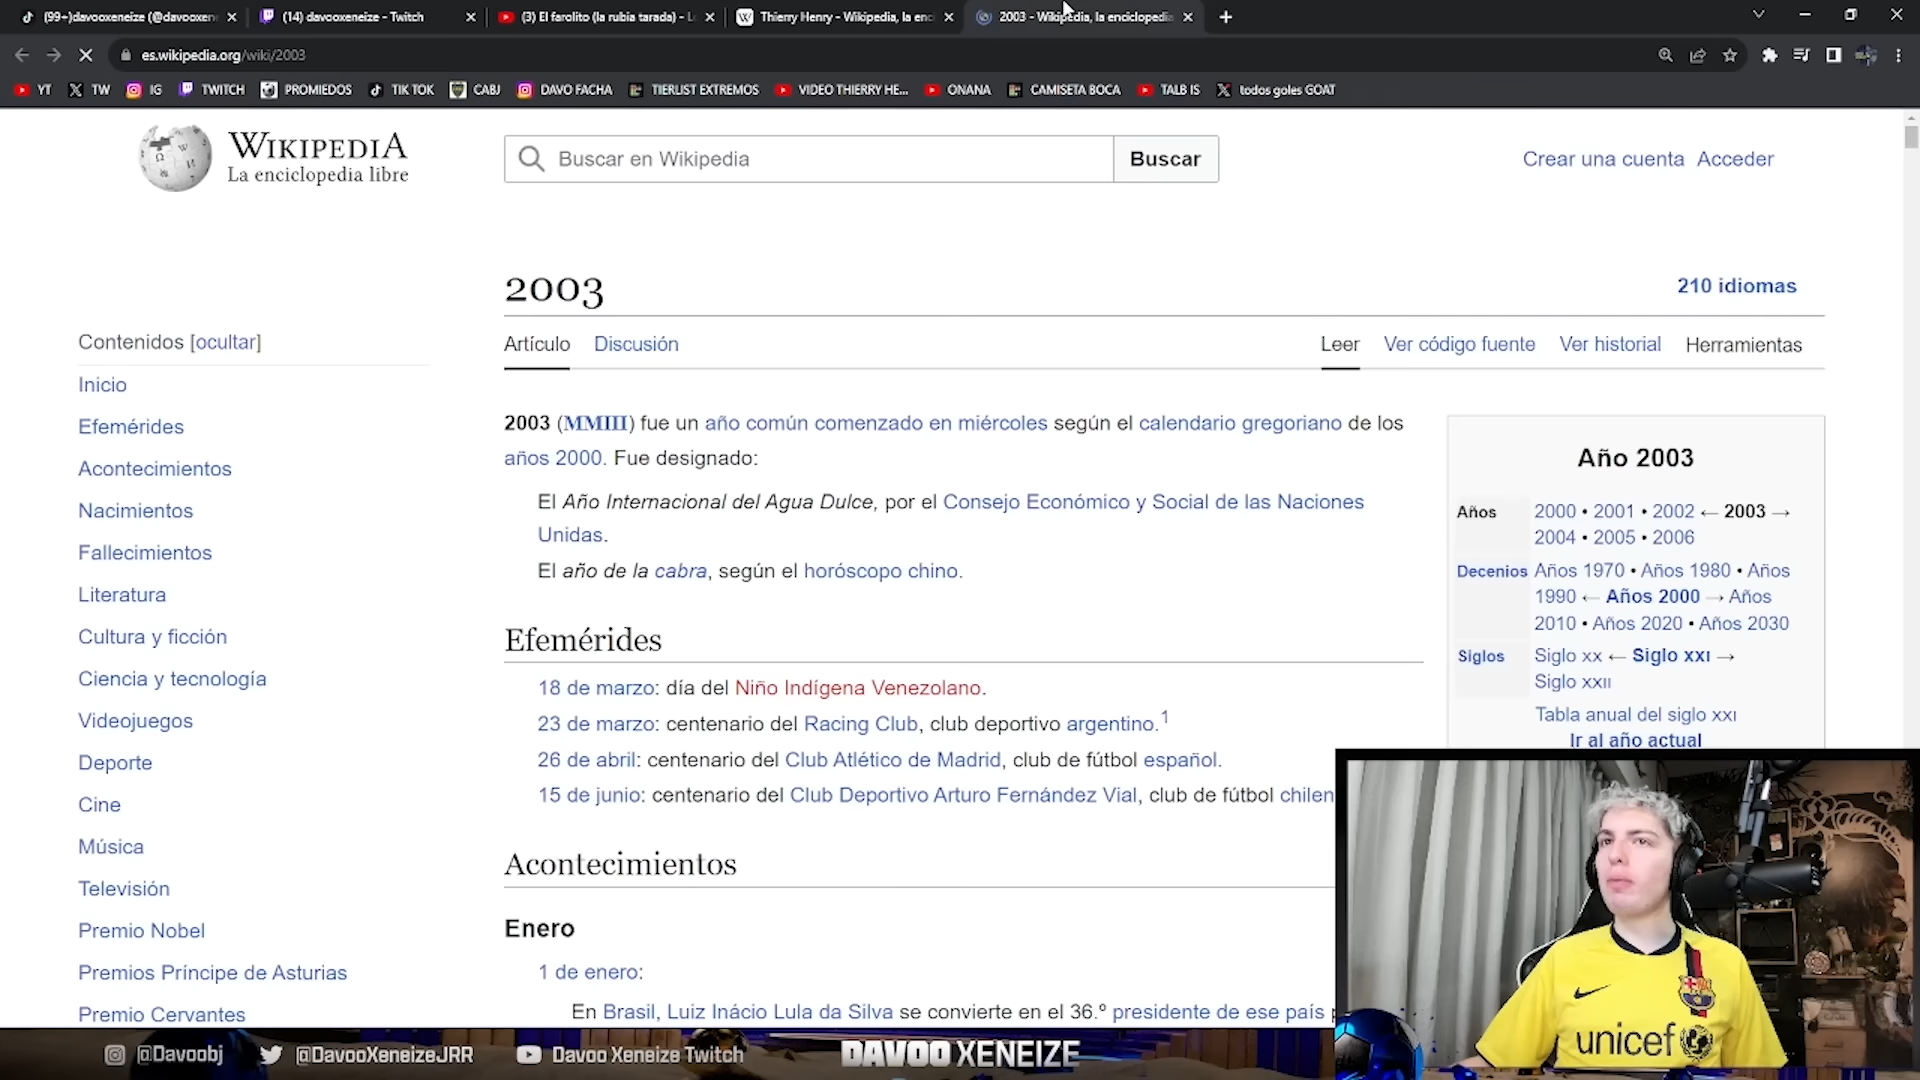 (99+)davooxeneize (@davooxen
(14) davooxeneize - Twitch
(3) El farolito (la rubia tarada) - L
Thierry Henry - Wikipedia, la enc
2003 - Wikipedia, la enciclopedia
es.wikipedia.org/wiki/2003
YT
TW
IG
TWITCH
PROMIEDOS
TIK TOK
CABJ
DAVO FACHA
TIERLIST EXTREMOS
VIDEO THIERRY HE...
ONANA
CAMISETA BOCA
TALB IS
todos goles GOAT
WIKIPEDIA
La enciclopedia libre
Buscar en Wikipedia
Buscar
Crear una cuenta Acceder
2003
210 idiomas
Artículo Discusión
Leer Ver código fuente Ver historial Herramientas
Contenidos [ocultar]
Inicio
Efemérides
Acontecimientos
Nacimientos
Fallecimientos
Literatura
Cultura y ficción
Ciencia y tecnología
Videojuegos
Deporte
Cine
Música
Televisión
Premio Nobel
Premios Príncipe de Asturias
Premio Cervantes
2003 (MMIII) fue un año común comenzado en miércoles según el calendario gregoriano de los
años 2000. Fue designado:
El Año Internacional del Agua Dulce, por el Consejo Económico y Social de las Naciones
Unidas.
El año de la cabra, según el horóscopo chino.
Efemérides
18 de marzo: día del Niño Indígena Venezolano.
23 de marzo: centenario del Racing Club, club deportivo argentino.1
26 de abril: centenario del Club Atlético de Madrid, club de fútbol español.
15 de junio: centenario del Club Deportivo Arturo Fernández Vial, club de fútbol chilen
Acontecimientos
Enero
1 de enero:
En Brasil, Luiz Inácio Lula da Silva se convierte en el 36.º presidente de ese país
Año 2003
Años 2000 • 2001 • 2002 ← 2003 →
2004 • 2005 • 2006
Decenios Años 1970 • Años 1980 • Años
1990 ← Años 2000 → Años
2010 • Años 2020 • Años 2030
Siglos Siglo XX ← Siglo XXI →
Siglo XXII
Tabla anual del siglo XXI
Ir al año actual
unicef
@Davoobj
@DavooXeneizeJRR
Davoo Xeneize Twitch
DAVOO XENEIZE